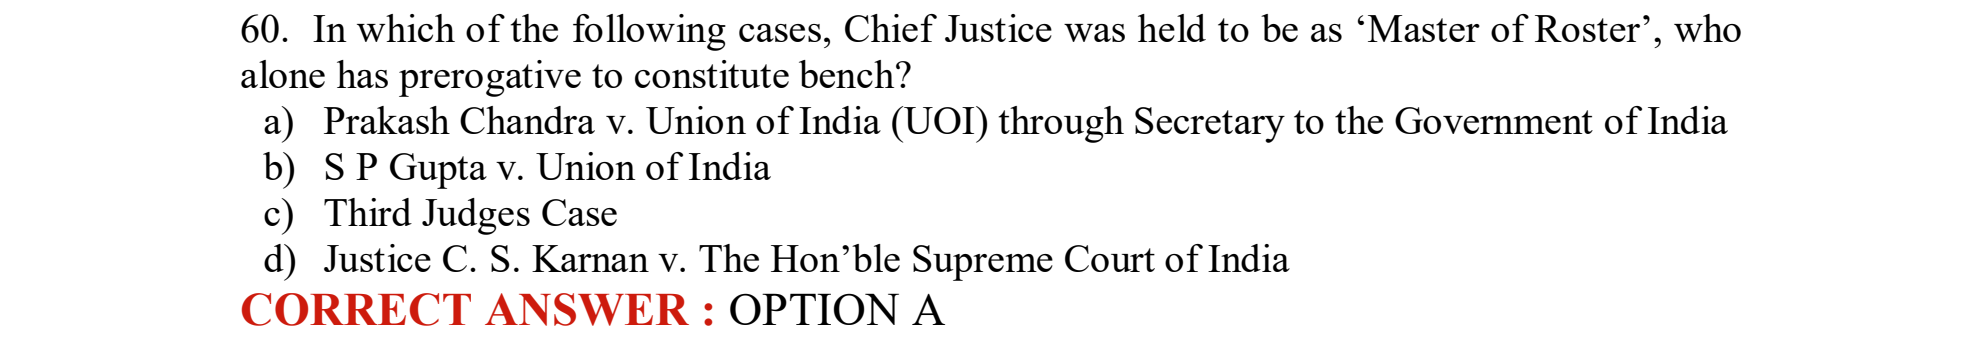 60. In which of the following cases, Chief Justice was held to be as ‘Master of Roster’, who
alone has prerogative to constitute bench?
a) Prakash Chandra v. Union of India (UOI) through Secretary to the Government of India
b) S P Gupta v. Union of India
c) Third Judges Case
d) Justice C. S. Karnan v. The Hon’ble Supreme Court of India
CORRECT ANSWER : OPTION A